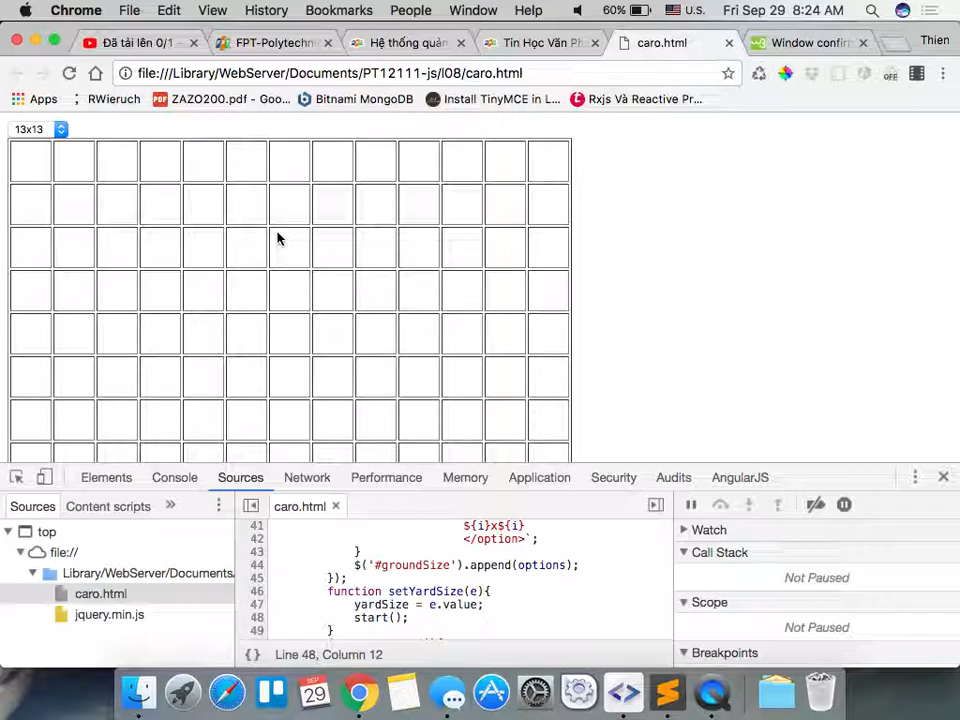 Chrome File Edit View History Bookmarks People Window Help 60% U.S. Fri Sep 29 8:24 AM
Đã tải lên 0/1 FPT-Polytechn Hệ thống quản Tin Học Văn Ph caro.html Window confirm Thien
file:///Library/WebServer/Documents/PT12111-js/l08/caro.html
Apps RWieruch ZAZO200.pdf - Goo... Bitnami MongoDB Install TinyMCE in L... Rxjs Và Reactive Pr...
13x13
Elements Console Sources Network Performance Memory Application Security Audits AngularJS
Sources Content scripts » caro.html
top
file://
Library/WebServer/Documents
caro.html
jquery.min.js
41 ${i}x${i}
42 </option>`;
43 }
44 $('#groundSize').append(options);
45 });
46 function setYardSize(e){
47 yardSize = e.value;
48 start();
49 }
{} Line 48, Column 12
Watch
Call Stack
Not Paused
Scope
Not Paused
Breakpoints
SEP
29